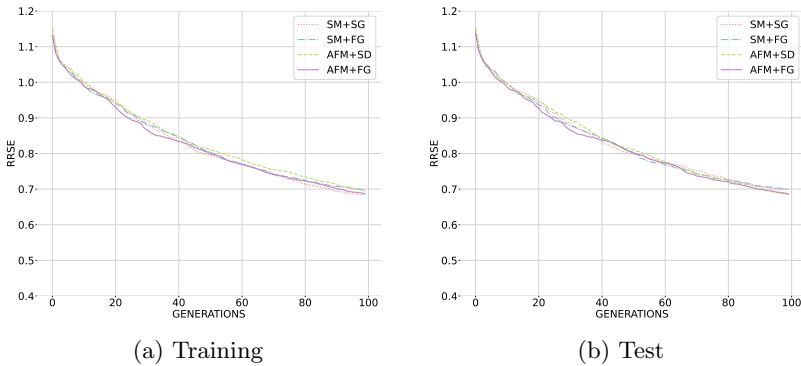 1.2
1.1
1.0
0.9
0.8
0.7
0.6
0.5
0.4
RRSE
0
20
40
60
80
100
GENERATIONS
SM+SG
SM+FG
AFM+SD
AFM+FG
(a) Training
1.2
1.1
1.0
0.9
0.8
0.7
0.6
0.5
0.4
RRSE
0
20
40
60
80
100
GENERATIONS
SM+SG
SM+FG
AFM+SD
AFM+FG
(b) Test